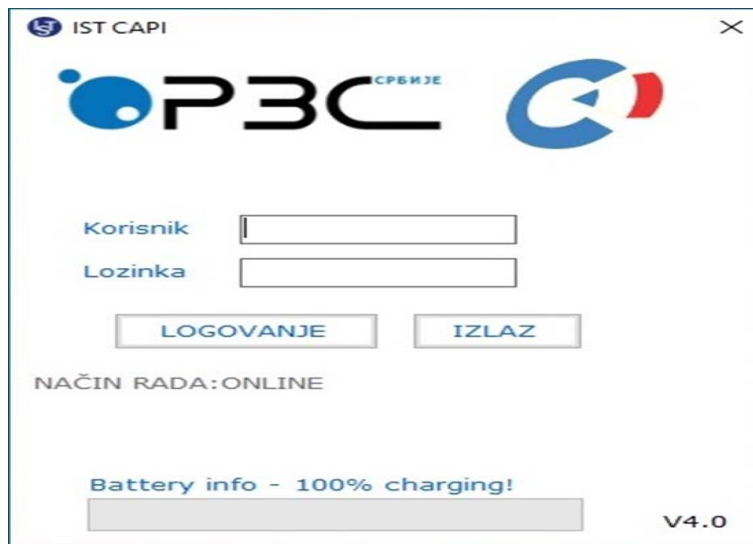 IST CAPI
РЗС СРБИЈЕ
Korisnik
Lozinka
LOGOVANJE IZLAZ
NAČIN RADA:ONLINE
Battery info - 100% charging!
V4.0